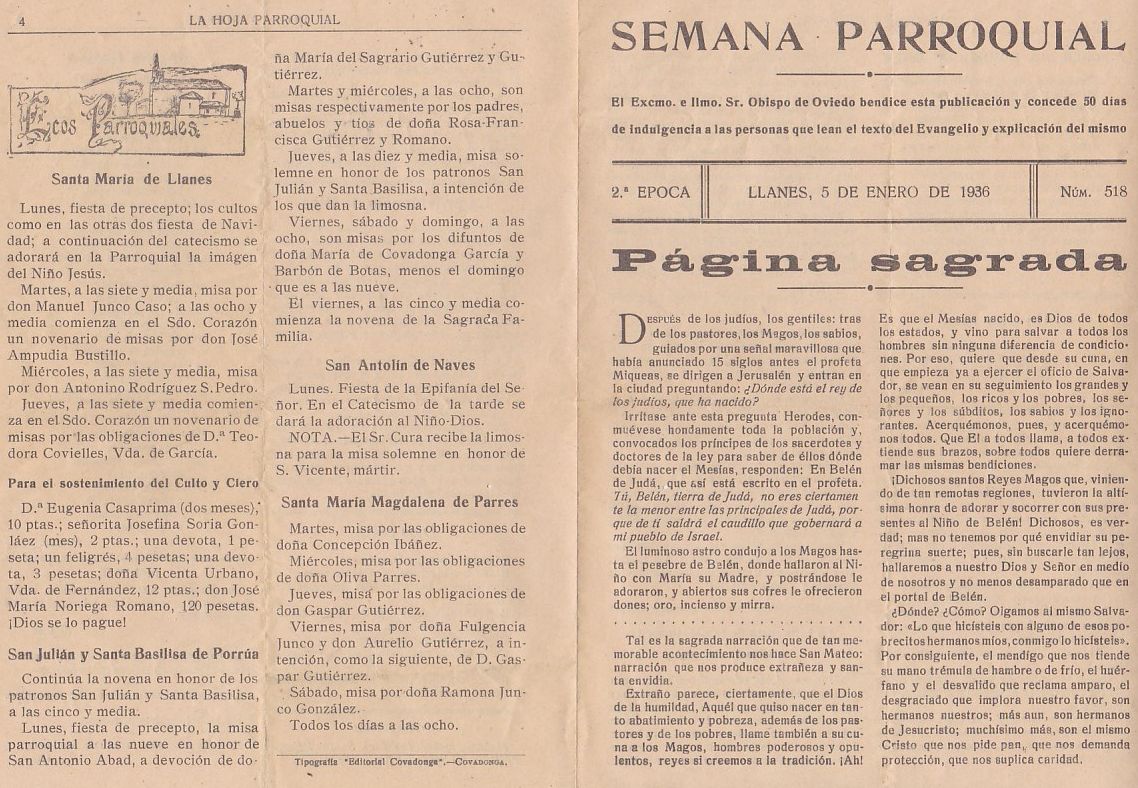 4
LA HOJA PARROQUIAL
Ecos Parroquiales
Santa María de Llanes
Lunes, fiesta de precepto; los cultos
como en las otras dos fiesta de Navi-
dad; a continuación del catecismo se
adorará en la Parroquial la imágen
del Niño Jesús.
Martes, a las siete y media, misa por
don Manuel Junco Caso; a las ocho y
media comienza en el Sdo. Corazón
un novenario de misas por don José
Ampudia Bustillo.
Miércoles, a las siete y media, misa
por don Antonino Rodríguez S. Pedro.
Jueves, a las siete y media comien-
za en el Sdo. Corazón un novenario de
misas por las obligaciones de D.ª Teo-
dora Covielles, Vda. de García.
Para el sostenimiento del Culto y Clero
D.ª Eugenia Casaprima (dos meses),
10 ptas.; señorita Josefina Soria Gon-
láez (mes), 2 ptas.; una devota, 1 pe-
seta; un feligrés, 4 pesetas; una devo-
ta, 3 pesetas; doña Vicenta Urbano,
Vda. de Fernández, 12 ptas.; don José
María Noriega Romano, 120 pesetas.
¡Dios se lo pague!
San Julián y Santa Basilisa de Porrúa
Continúa la novena en honor de los
patronos San Julián y Santa Basilisa,
a las cinco y media.
Lunes, fiesta de precepto, la misa
parroquial a las nueve en honor de
San Antonio Abad, a devoción de do-
ña María del Sagrario Gutiérrez y Gu-
tiérrez.
Martes y miércoles, a las ocho, son
misas respectivamente por los padres,
abuelos y tíos de doña Rosa-Fran-
cisca Gutiérrez y Romano.
Jueves, a las diez y media, misa so-
lemne en honor de los patronos San
Julián y Santa Basilisa, a intención de
los que dan la limosna.
Viernes, sábado y domingo, a las
ocho, son misas por los difuntos de
doña María de Covadonga García y
Barbón de Botas, menos el domingo
que es a las nueve.
El viernes, a las cinco y media co-
mienza la novena de la Sagrada Fa-
milia.
San Antolín de Naves
Lunes. Fiesta de la Epifanía del Se-
ñor. En el Catecismo de la tarde se
dará la adoración al Niño-Dios.
NOTA.—El Sr. Cura recibe la limos-
na para la misa solemne en honor de
S. Vicente, mártir.
Santa María Magdalena de Parres
Martes, misa por las obligaciones de
doña Concepción Ibáñez.
Miércoles, misa por las obligaciones
de doña Oliva Parres.
Jueves, misa por las obligaciones de
don Gaspar Gutiérrez.
Viernes, misa por doña Fulgencia
Junco y don Aurelio Gutiérrez, a in-
tención, como la siguiente, de D. Gas-
par Gutiérrez.
Sábado, misa por doña Ramona Jun-
co González.
Todos los días a las ocho.
Tipografía "Editorial Covadonga".—COVADONGA.
SEMANA PARROQUIAL
El Excmo. e Ilmo. Sr. Obispo de Oviedo bendice esta publicación y concede 50 días
de indulgencia a las personas que lean el texto del Evangelio y explicación del mismo
2.ª EPOCA
LLANES, 5 DE ENERO DE 1936
NÚM. 518
Página sagrada
DESPUÉS de los judíos, los gentiles: tras
de los pastores, los Magos, los sabios,
guiados por una señal maravillosa que
había anunciado 15 siglos antes el profeta
Miqueas, se dirigen a Jerusalén y entran en
la ciudad preguntando: ¿Dónde está el rey de
los judíos, que ha nacido?
Irrítase ante esta pregunta Herodes, con-
muévese hondamente toda la población y,
convocados los príncipes de los sacerdotes y
doctores de la ley para saber de éllos dónde
debía nacer el Mesías, responden: En Belén
de Judá, que así está escrito en el profeta.
Tú, Belén, tierra de Judá, no eres ciertamen
te la menor entre las principales de Judá, por-
que de tí saldrá el caudillo que gobernará a
mi pueblo de Israel.
El luminoso astro condujo a los Magos has-
ta el pesebre de Belén, donde hallaron al Ni-
ño con María su Madre, y postrándose le
adoraron, y abiertos sus cofres le ofrecieron
dones; oro, incienso y mirra.
. . . . . . . . . . . . . . . . . . . . . . . . .
Tal es la sagrada narración que de tan me-
morable acontecimiento nos hace San Mateo:
narración que nos produce extrañeza y san-
ta envidia.
Extraño parece, ciertamente, que el Dios
de la humildad, Aquél que quiso nacer en tan-
to abatimiento y pobreza, además de los pas-
tores y de los pobres, llame también a su cu-
na a los Magos, hombres poderosos y opu-
lentos, reyes si creemos a la tradición. ¡Ah!
Es que el Mesías nacido, es Dios de todos
los estados, y vino para salvar a todos los
hombres sin ninguna diferencia de condicio-
nes. Por eso, quiere que desde su cuna, en
que empieza ya a ejercer el oficio de Salva-
dor, se vean en su seguimiento los grandes y
los pequeños, los ricos y los pobres, los se-
ñores y los súbditos, los sabios y los igno-
rantes. Acerquémonos, pues, y acerquémo-
nos todos. Que El a todos llama, a todos ex-
tiende sus brazos, sobre todos quiere derra-
mar las mismas bendiciones.
¡Dichosos santos Reyes Magos que, vinien-
do de tan remotas regiones, tuvieron la altí-
sima honra de adorar y socorrer con sus pre-
sentes al Niño de Belén! Dichosos, es ver-
dad; mas no tenemos por qué envidiar su pe-
regrina suerte; pues, sin buscarle tan lejos,
hallaremos a nuestro Dios y Señor en medio
de nosotros y no menos desamparado que en
el portal de Belén.
¿Dónde? ¿Cómo? Oigamos al mismo Salva-
dor: «Lo que hicísteis con alguno de esos po-
brecitos hermanos míos, conmigo lo hicísteis».
Por consiguiente, el mendigo que nos tiende
su mano trémula de hambre o de frío, el huér-
fano y el desvalido que reclama amparo, el
desgraciado que implora nuestro favor, son
hermanos nuestros; más aun, son hermanos
de Jesucristo; muchísimo más, son el mismo
Cristo que nos pide pan, que nos demanda
protección, que nos suplica caridad.